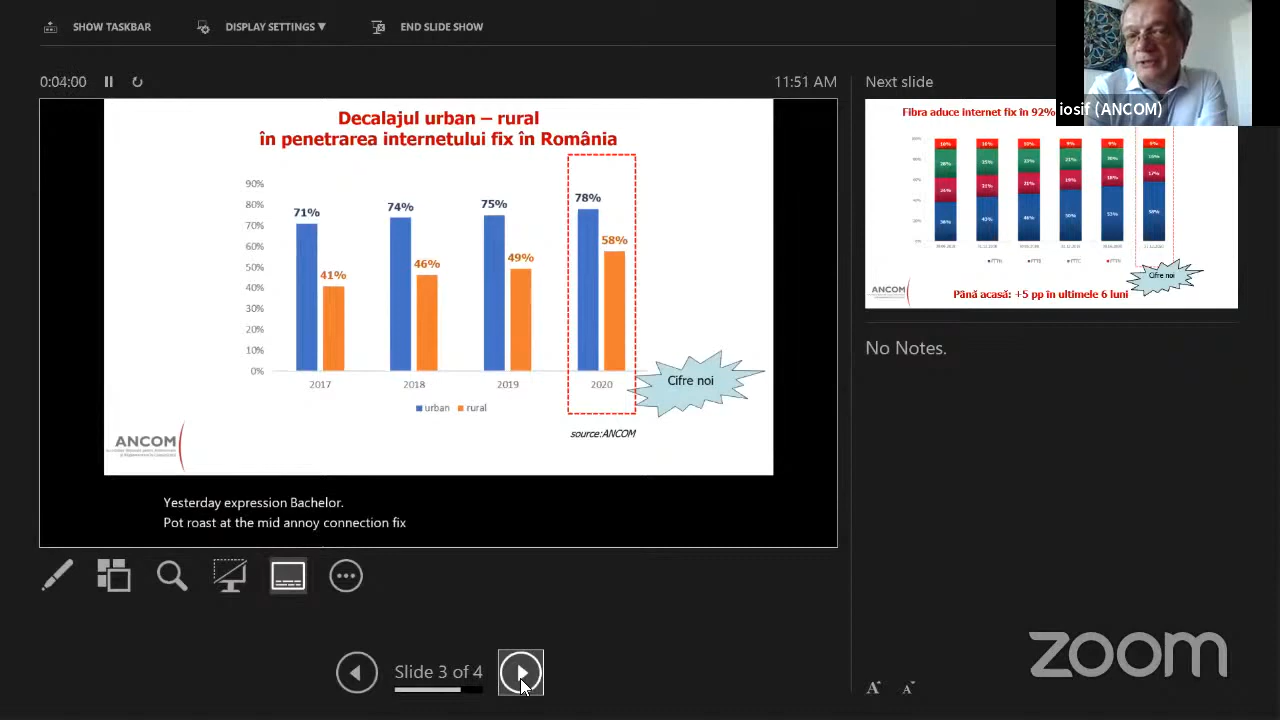 SHOW TASKBAR
DISPLAY SETTINGS ▼
END SLIDE SHOW
0:04:00
11:51 AM
Decalajul urban – rural
în penetrarea internetului fix în România
90%
80%
70%
60%
50%
40%
30%
20%
10%
0%
71%
41%
74%
46%
75%
49%
78%
58%
2017
2018
2019
2020
urban
rural
Cifre noi
source:ANCOM
ANCOM
Yesterday expression Bachelor.
Pot roast at the mid annoy connection fix
Slide 3 of 4
Next slide
iosif (ANCOM)
Fibra aduce internet fix în 92%
Cifre noi
ANCOM
Până acasă: +5 pp în ultimele 6 luni
No Notes.
zoom
A
A